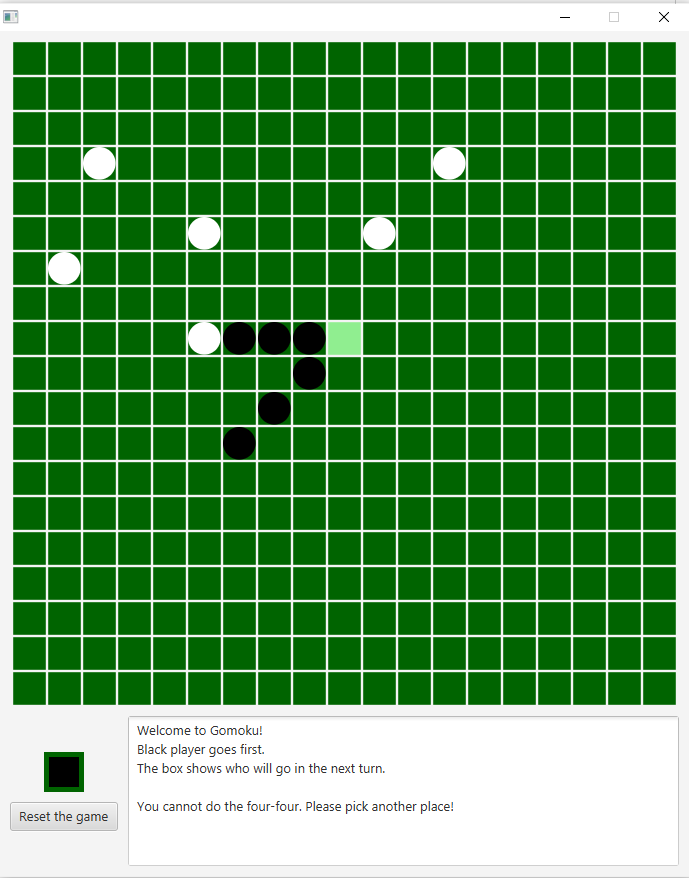 Welcome to Gomoku!
Black player goes first.
The box shows who will go in the next turn.
You cannot do the four-four. Please pick another place!
Reset the game